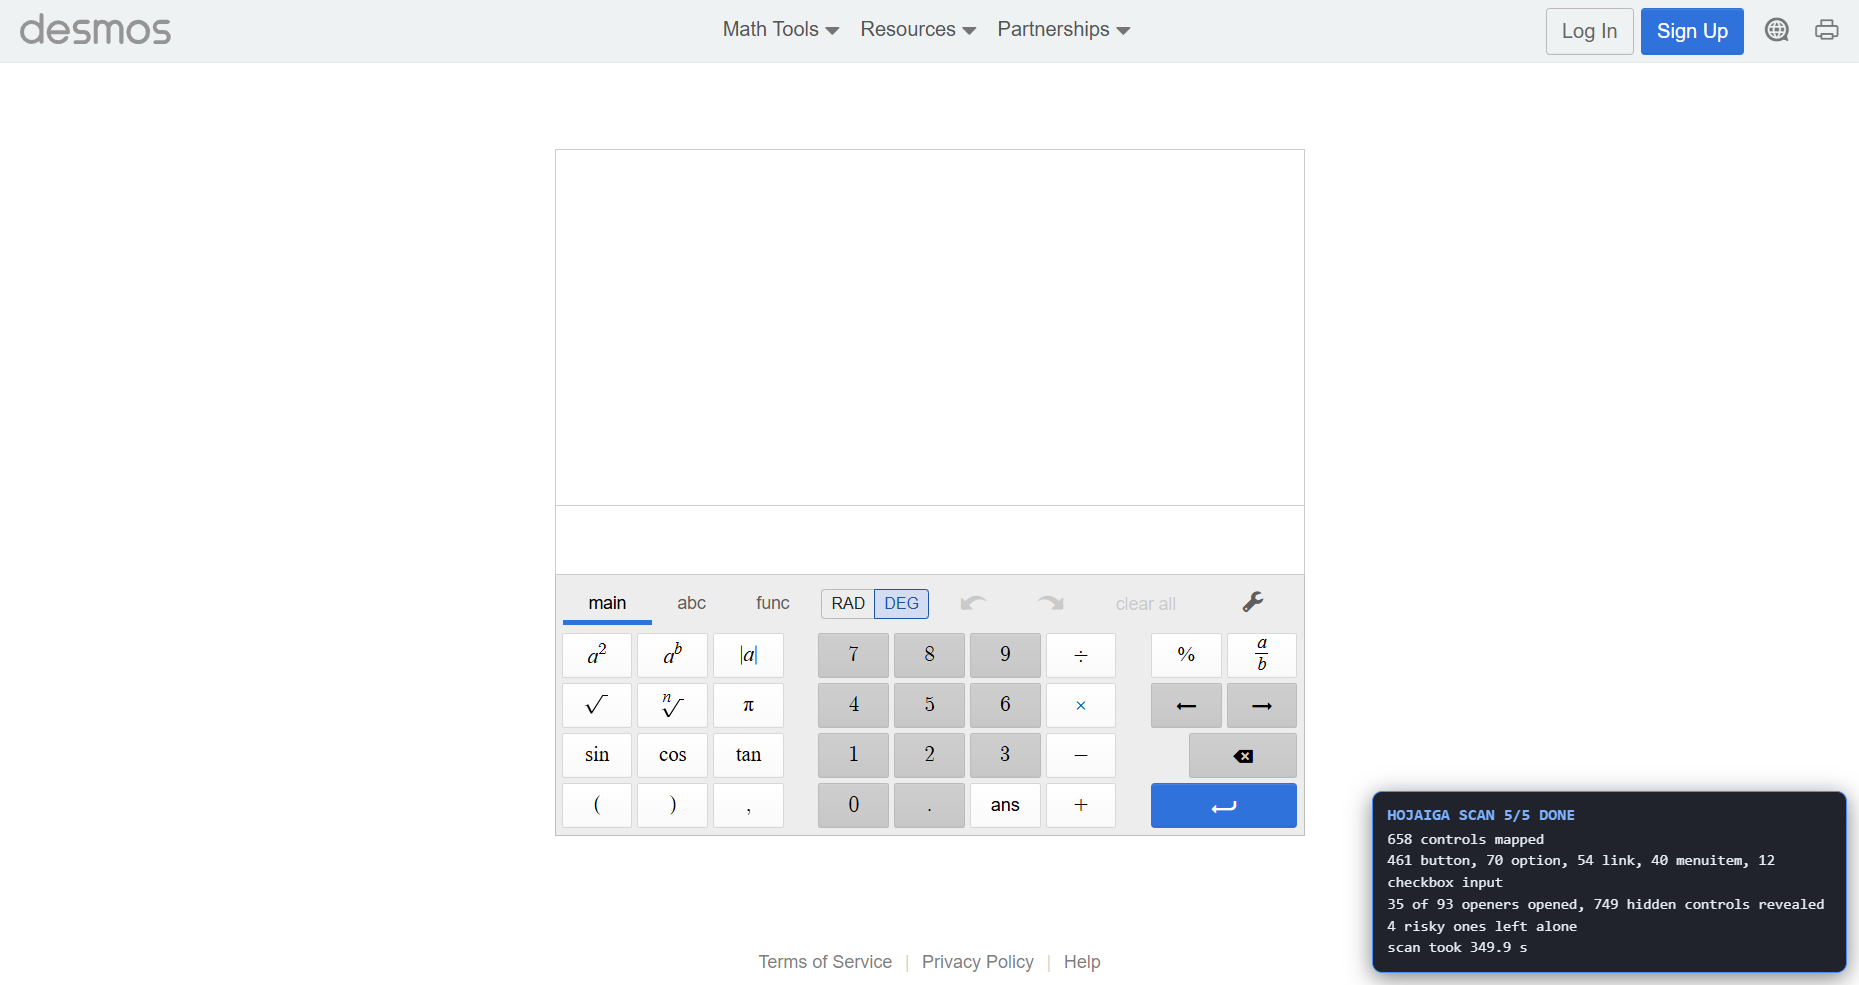 desmos
Math Tools Resources Partnerships
Log In Sign Up
main abc func RAD DEG clear all
a² aᵇ |a| 7 8 9 ÷ % a/b
√ ⁿ√ π 4 5 6 × ← →
sin cos tan 1 2 3 −
( ) , 0 . ans +
Terms of Service | Privacy Policy | Help
HOJAIGA SCAN 5/5 DONE
658 controls mapped
461 button, 70 option, 54 link, 40 menuitem, 12
checkbox input
35 of 93 openers opened, 749 hidden controls revealed
4 risky ones left alone
scan took 349.9 s